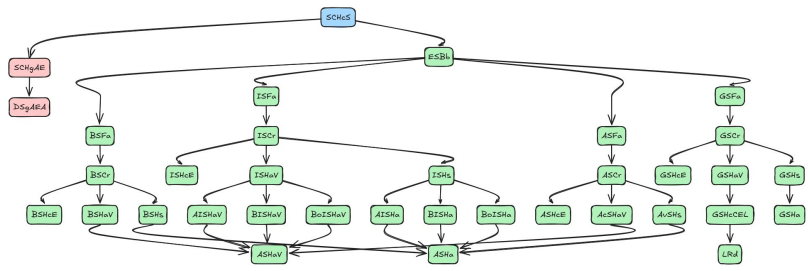 SCHcS
ESBb
SCHgAE
ISFa
GSFa
DSgAEA
BSFa
ISCr
ASFa
GSCr
BSCr
ISHcE
ISHaV
ISHs
ASCr
GSHcE
GSHaV
GSHs
BSHcE
BSHaV
BSHs
AISHaV
BISHaV
BoISHaV
AISHa
BISHa
BoISHa
ASHcE
AcSHaV
AvSHs
GSHcCEL
GSHa
ASHaV
ASHa
LRd